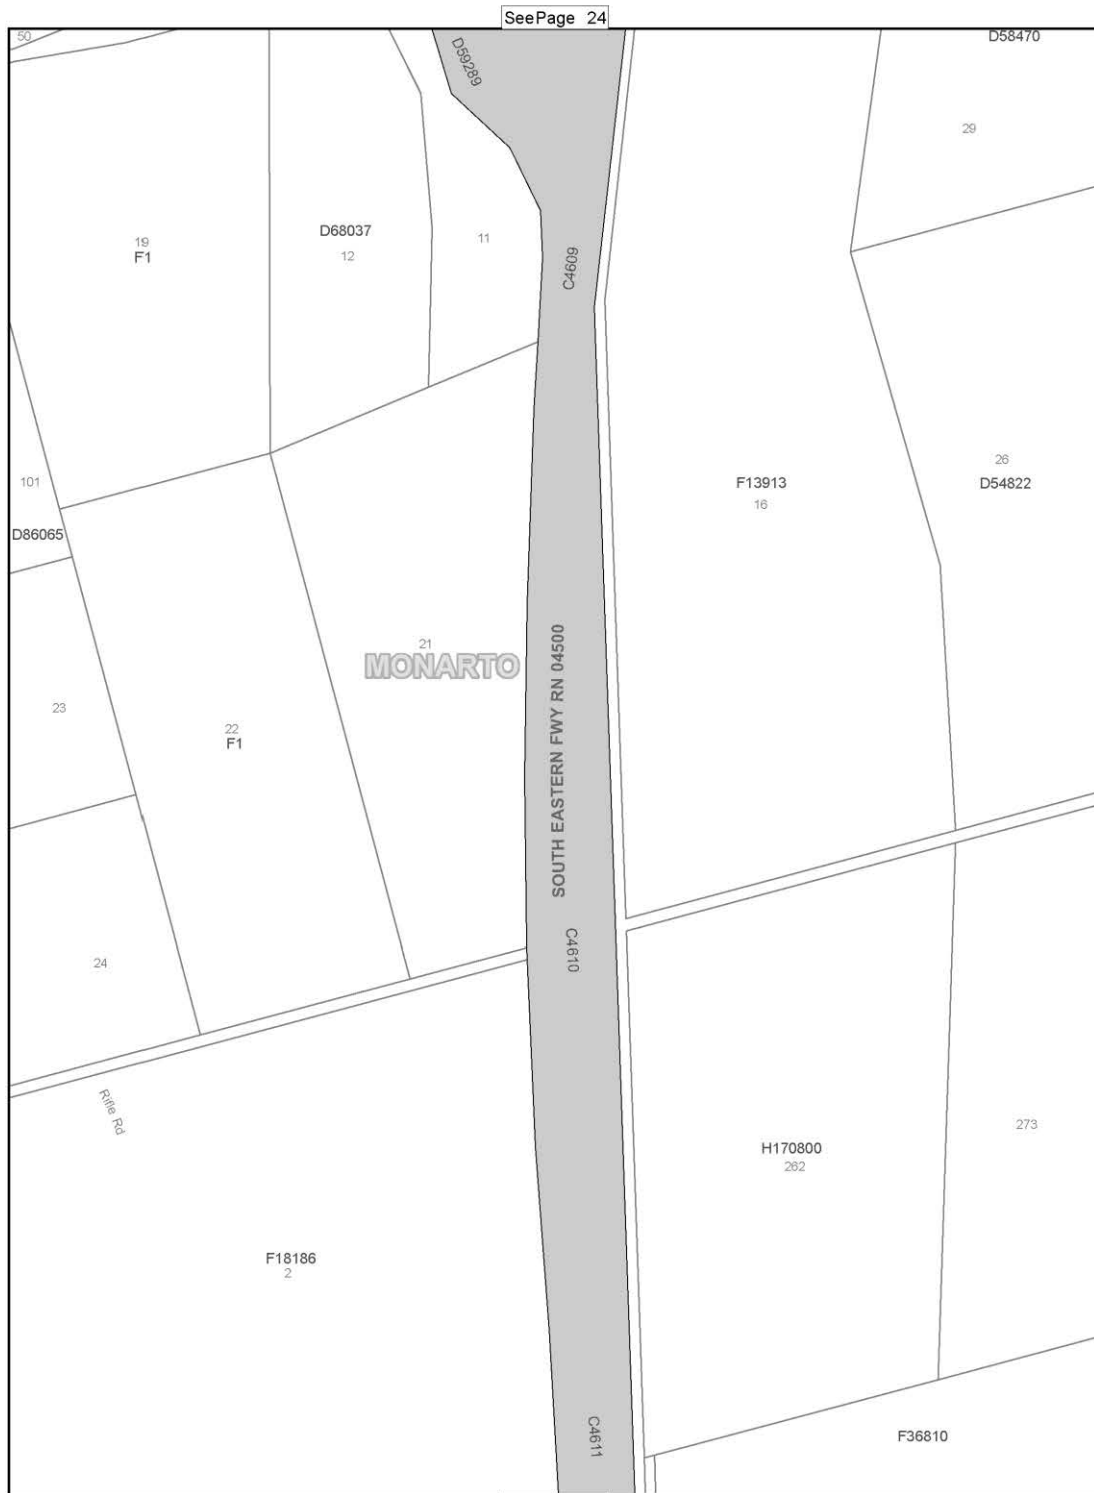 SeePage 24
50
D59289
D58470
29
19
F1
D68037
12
11
C4609
101
D86065
F13913
16
26
D54822
21
MONARTO
23
22
F1
SOUTH EASTERN FWY RN 04500
24
C4610
Rifle Rd
H170800
262
273
F18186
2
C4611
F36810